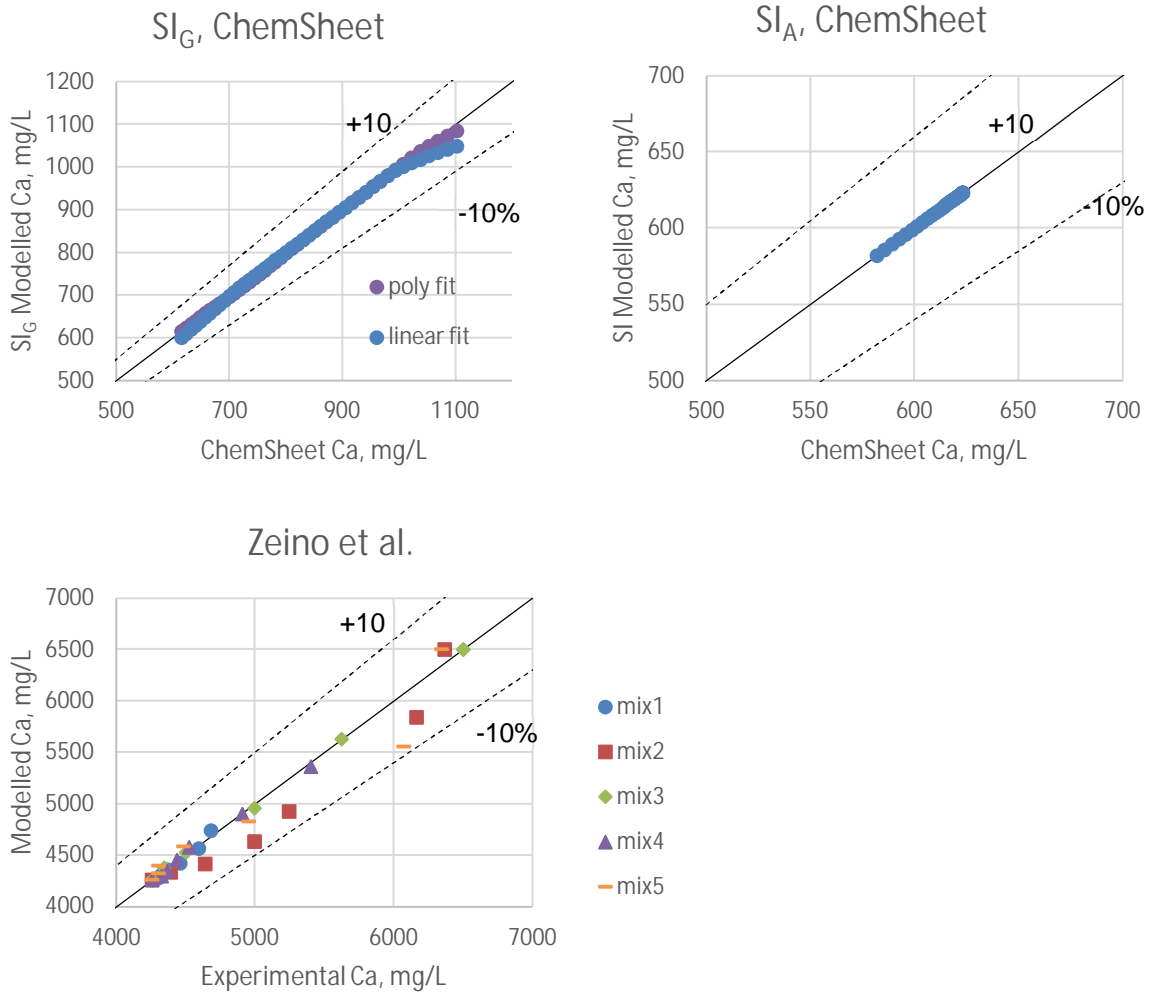 SI_G, ChemSheet
1200
1100
1000
900
800
700
600
500
SI_G Modelled Ca, mg/L
+10
-10%
poly fit
linear fit
500 700 900 1100
ChemSheet Ca, mg/L
SI_A, ChemSheet
700
650
600
550
500
SI Modelled Ca, mg/L
+10
-10%
500 550 600 650 700
ChemSheet Ca, mg/L
Zeino et al.
7000
6500
6000
5500
5000
4500
4000
Modelled Ca, mg/L
+10
-10%
4000 5000 6000 7000
Experimental Ca, mg/L
mix1
mix2
mix3
mix4
mix5